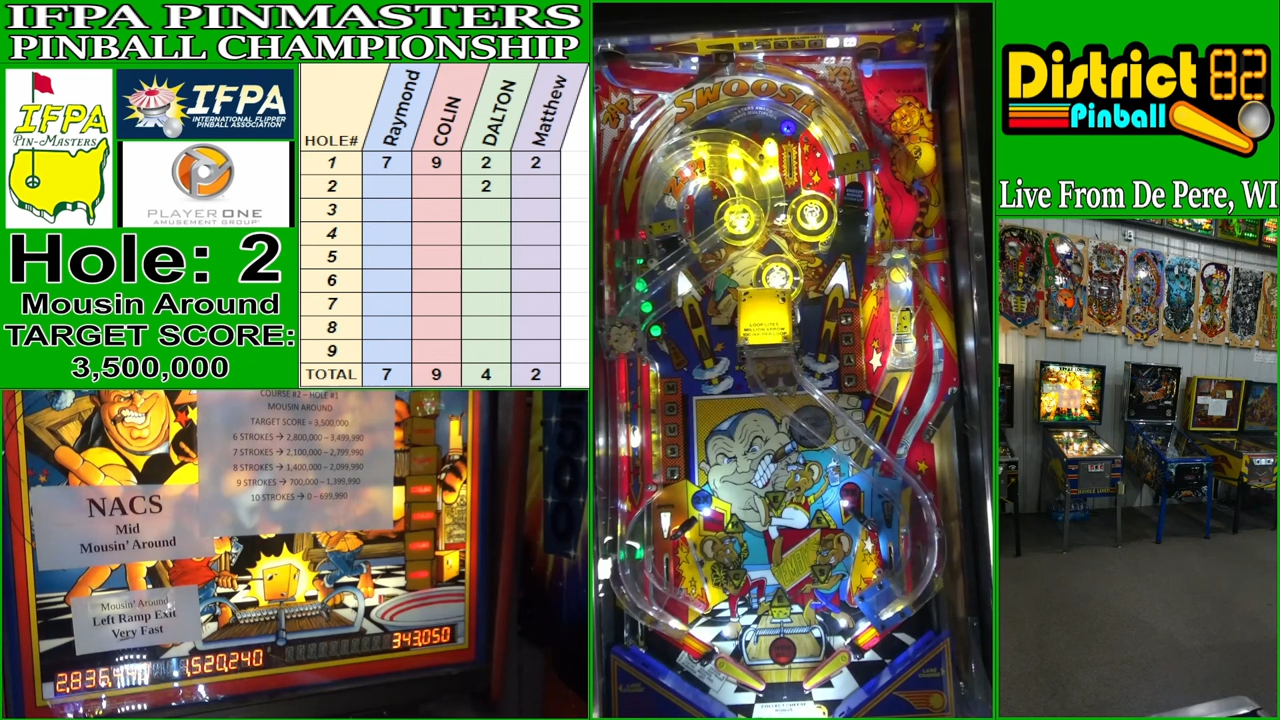 IFPA PINMASTERS
PINBALL CHAMPIONSHIP
IFPA
PIN-MASTERS
IFPA
INTERNATIONAL FLIPPER
PINBALL ASSOCIATION
PLAYER ONE
AMUSEMENT GROUP
Hole: 2
Mousin Around
TARGET SCORE:
3,500,000
HOLE# Raymond COLIN DALTON Matthew
1 7 9 2 2
2 2
3
4
5
6
7
8
9
TOTAL 7 9 4 2
COURSE #2 – HOLE #1
MOUSIN AROUND
TARGET SCORE = 3,500,000
6 STROKES → 2,800,000 – 3,499,990
7 STROKES → 2,100,000 – 2,799,990
8 STROKES → 1,400,000 – 2,099,990
9 STROKES → 700,000 – 1,399,990
10 STROKES → 0 – 699,990
NACS
Mid
Mousin' Around
Mousin' Around
Left Ramp Exit
Very Fast
343,050
SWOOSH
ZAP
District 82
Pinball
Live From De Pere, WI